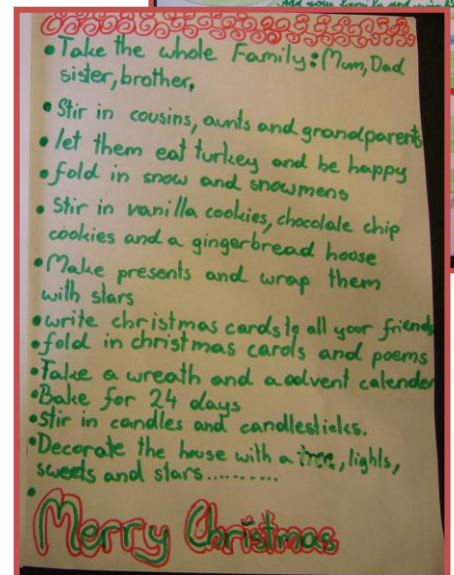 Add your family and
• Take the whole Family: Mum, Dad
sister, brother,
• Stir in cousins, aunts and grandparents
• let them eat turkey and be happy
• fold in snow and snowmens
• Stir in vanilla cookies, chocolate chip
cookies and a gingerbread house
• Make presents and wrap them
with stars
• write christmas cards to all your friends
• fold in christmas carols and poems
• Take a wreath and a advent calender
• Bake for 24 days
• stir in candles and candlesticks.
• Decorate the house with a tree, lights,
sweets and stars..........
•
Merry Christmas